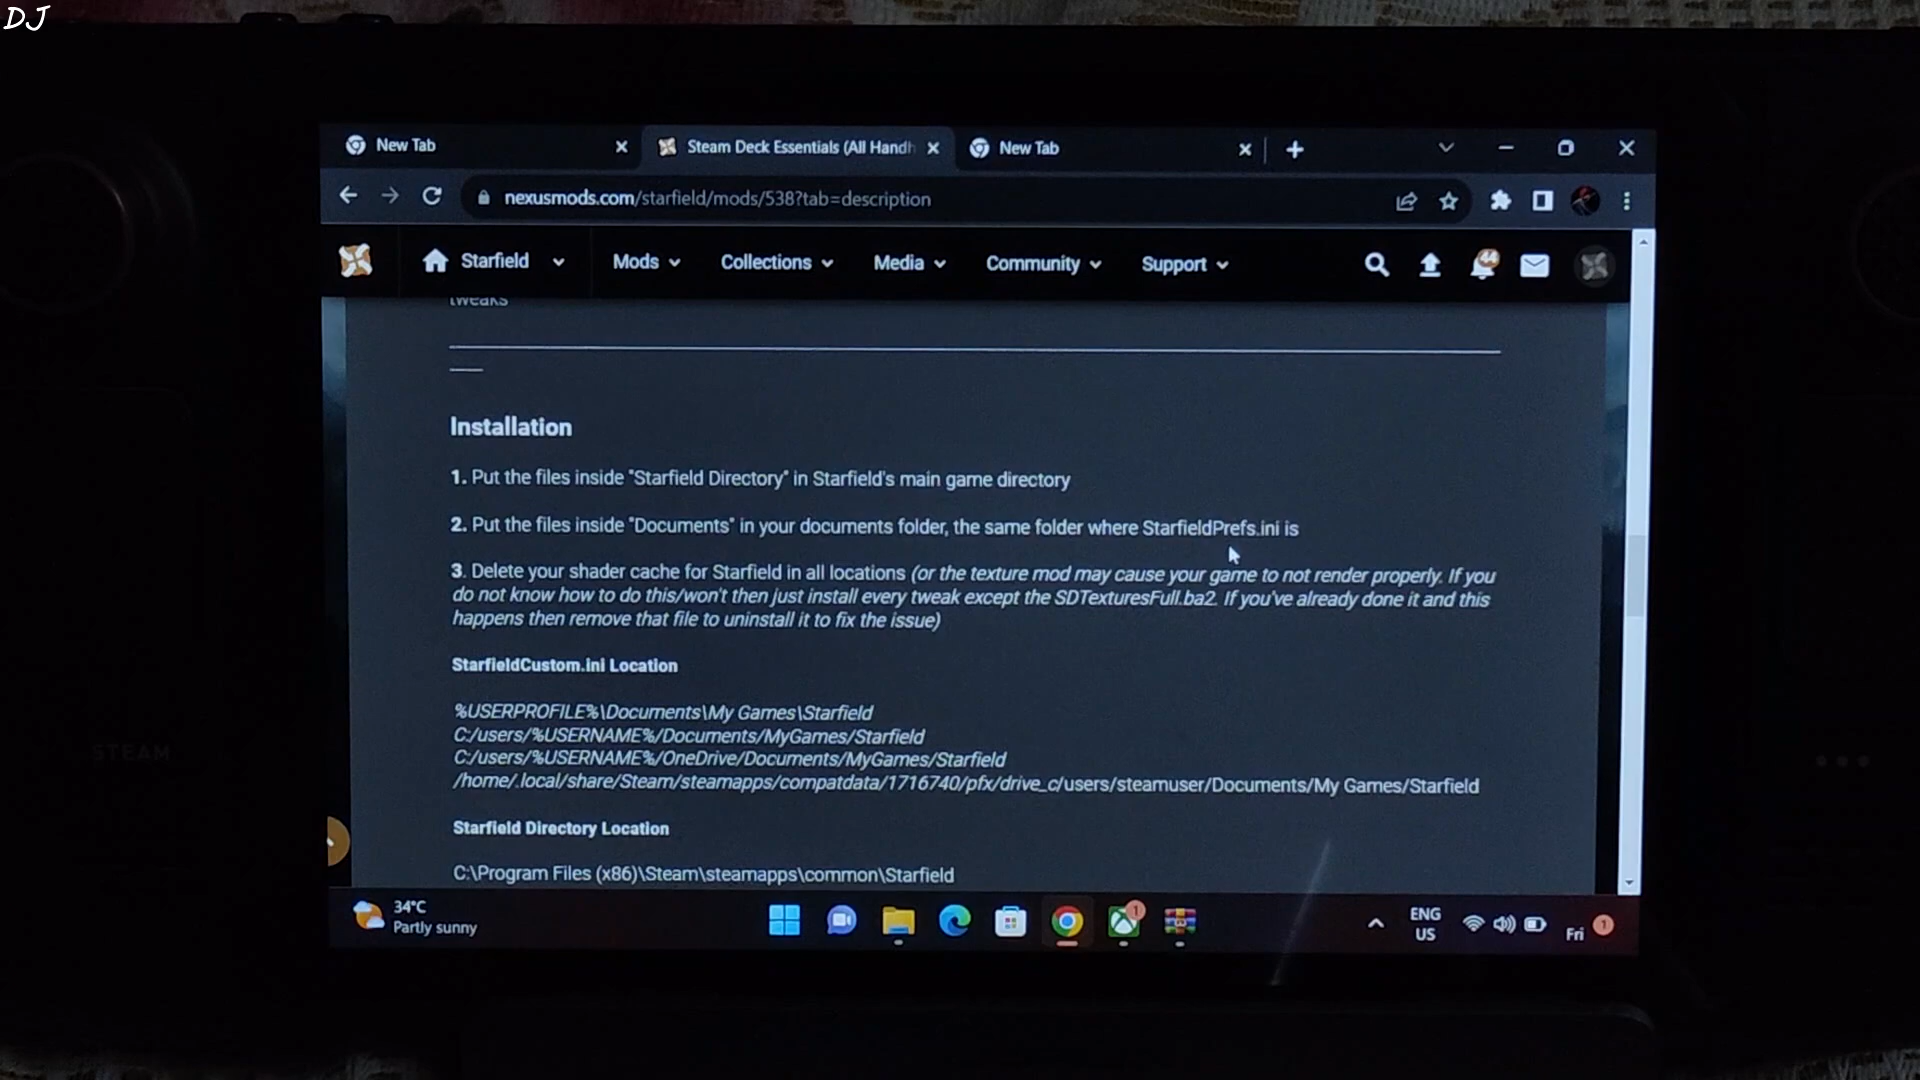 DJ
New Tab
Steam Deck Essentials (All Handh
New Tab
nexusmods.com/starfield/mods/538?tab=description
Starfield Mods Collections Media Community Support
44
tweaks
Installation
1. Put the files inside "Starfield Directory" in Starfield's main game directory
2. Put the files inside "Documents" in your documents folder, the same folder where StarfieldPrefs.ini is
3. Delete your shader cache for Starfield in all locations (or the texture mod may cause your game to not render properly. If you
do not know how to do this/won't then just install every tweak except the SDTexturesFull.ba2. If you've already done it and this
happens then remove that file to uninstall it to fix the issue)
StarfieldCustom.ini Location
%USERPROFILE%\Documents\My Games\Starfield
C:/users/%USERNAME%/Documents/MyGames/Starfield
C:/users/%USERNAME%/OneDrive/Documents/MyGames/Starfield
/home/.local/share/Steam/steamapps/compatdata/1716740/pfx/drive_c/users/steamuser/Documents/My Games/Starfield
Starfield Directory Location
C:\Program Files (x86)\Steam\steamapps\common\Starfield
34°C
Partly sunny
1
ENG
US
Fri
1
STEAM